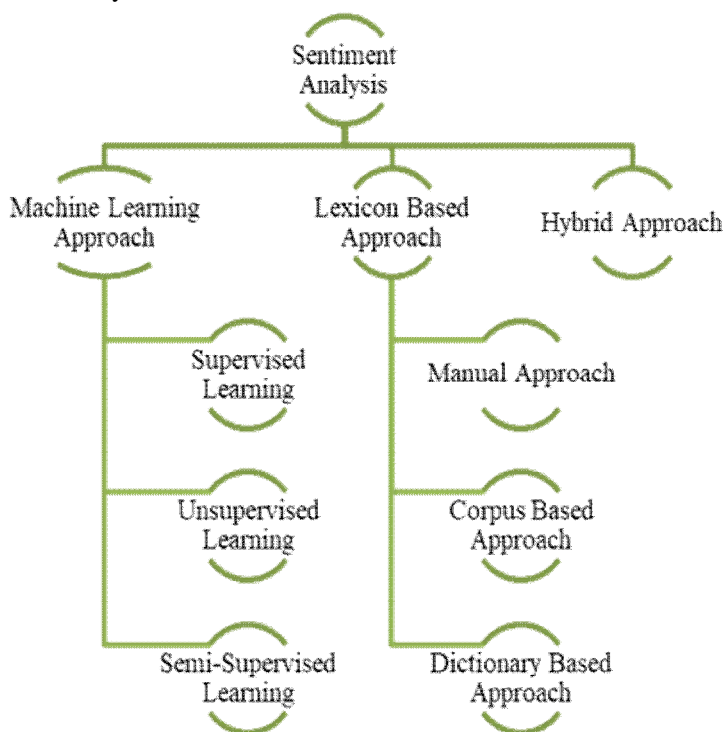 Sentiment
Analysis
Machine Learning
Approach
Lexicon Based
Approach
Hybrid Approach
Supervised
Learning
Manual Approach
Unsupervised
Learning
Corpus Based
Approach
Semi-Supervised
Learning
Dictionary Based
Approach